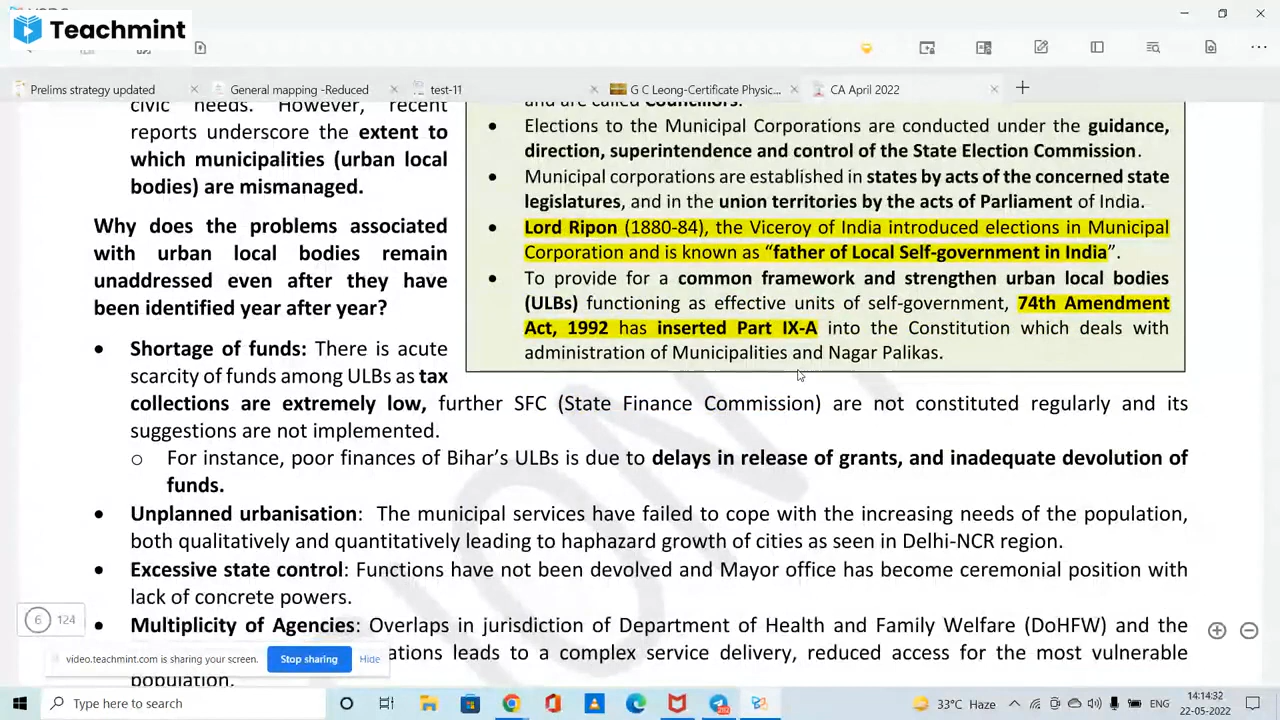 Teachmint
Prelims strategy updated
General mapping -Reduced
test-11
G C Leong-Certificate Physic...
CA April 2022
civic needs. However, recent
reports underscore the extent to
which municipalities (urban local
bodies) are mismanaged.
Why does the problems associated
with urban local bodies remain
unaddressed even after they have
been identified year after year?
and are called Councillors.
• Elections to the Municipal Corporations are conducted under the guidance,
direction, superintendence and control of the State Election Commission.
• Municipal corporations are established in states by acts of the concerned state
legislatures, and in the union territories by the acts of Parliament of India.
• Lord Ripon (1880-84), the Viceroy of India introduced elections in Municipal
Corporation and is known as “father of Local Self-government in India”.
• To provide for a common framework and strengthen urban local bodies
(ULBs) functioning as effective units of self-government, 74th Amendment
Act, 1992 has inserted Part IX-A into the Constitution which deals with
administration of Municipalities and Nagar Palikas.
• Shortage of funds: There is acute
scarcity of funds among ULBs as tax
collections are extremely low, further SFC (State Finance Commission) are not constituted regularly and its
suggestions are not implemented.
o For instance, poor finances of Bihar’s ULBs is due to delays in release of grants, and inadequate devolution of
funds.
• Unplanned urbanisation: The municipal services have failed to cope with the increasing needs of the population,
both qualitatively and quantitatively leading to haphazard growth of cities as seen in Delhi-NCR region.
• Excessive state control: Functions have not been devolved and Mayor office has become ceremonial position with
lack of concrete powers.
• Multiplicity of Agencies: Overlaps in jurisdiction of Department of Health and Family Welfare (DoHFW) and the
ations leads to a complex service delivery, reduced access for the most vulnerable
population.
6 124
video.teachmint.com is sharing your screen.
Stop sharing
Hide
Type here to search
33°C Haze
ENG
14:14:32
22-05-2022